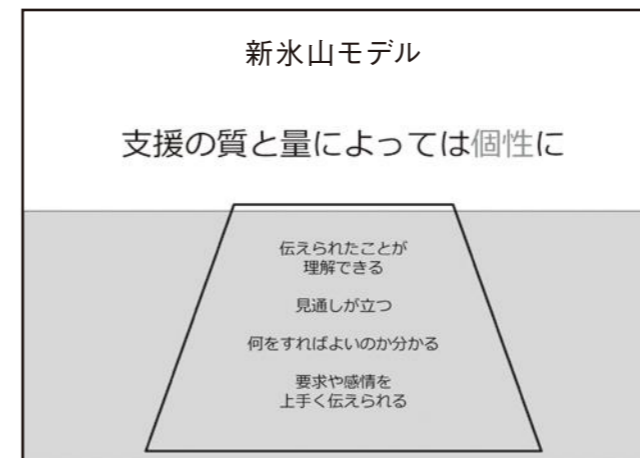 新氷山モデル
支援の質と量によっては個性に
伝えられたことが
理解できる
見通しが立つ
何をすればよいのか分かる
要求や感情を
上手く伝えられる